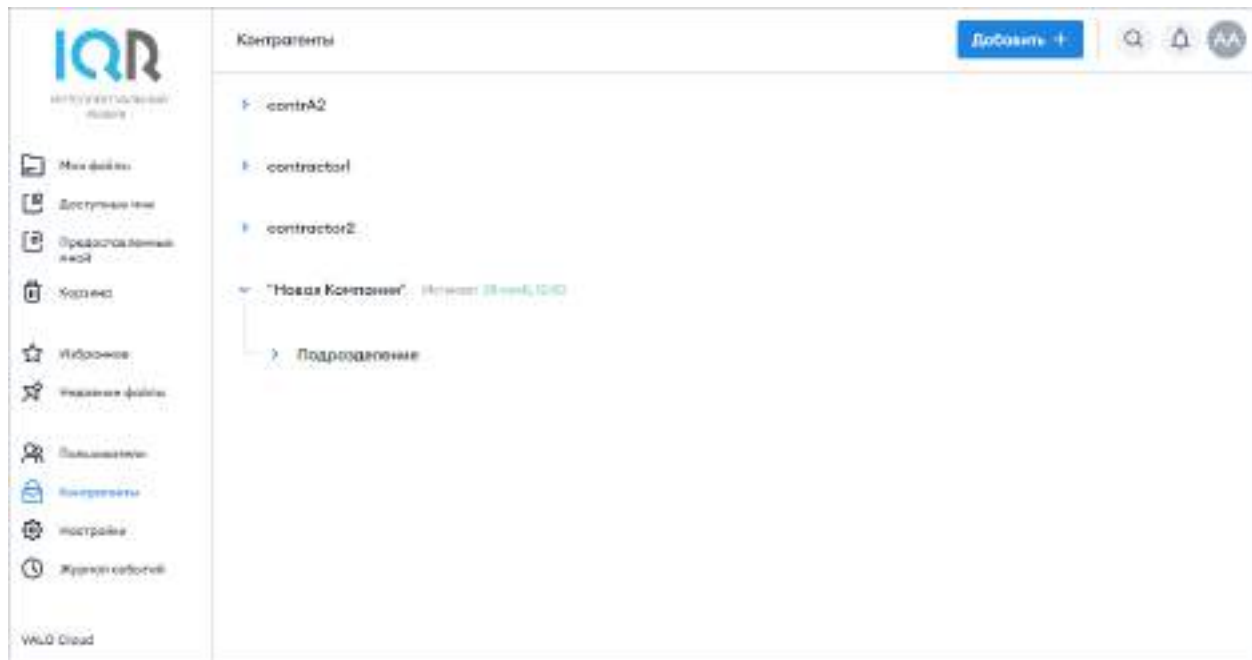 IQR
Контрагенты
Добавить +
AA
contrA2
Мои файлы
contractor1
Доступные мне
contractor2
Предоставленные
мной
Корзина
"Новая Компания"
Подразделение
Избранное
Недавние файлы
Пользователи
Контрагенты
Настройки
Журнал событий
VALO Cloud